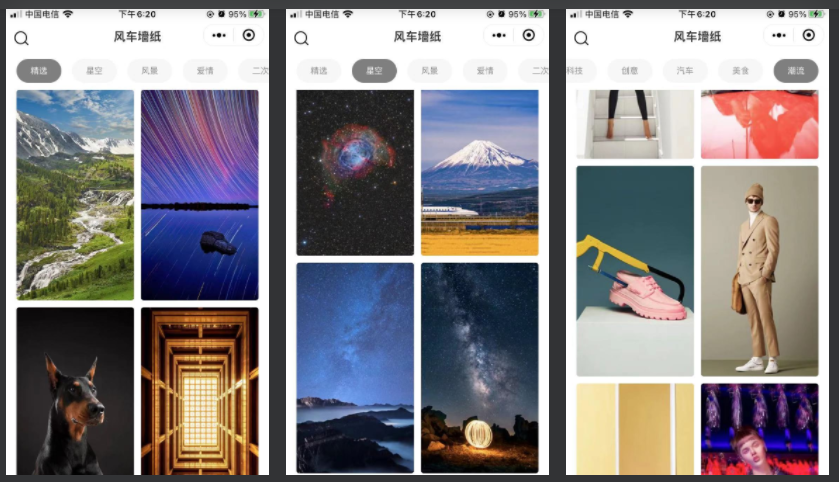 中国电信 下午6:20 95%
风车墙纸
精选 星空 风景 爱情 二次
中国电信 下午6:20 95%
风车墙纸
精选 星空 风景 爱情 二次
中国电信 下午6:20 95%
风车墙纸
科技 创意 汽车 美食 潮流